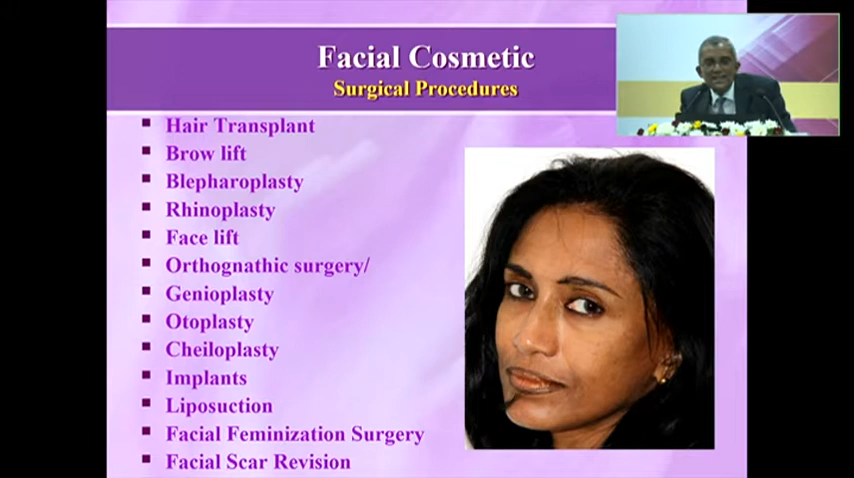 Facial Cosmetic
Surgical Procedures
Hair Transplant
Brow lift
Blepharoplasty
Rhinoplasty
Face lift
Orthognathic surgery/
Genioplasty
Otoplasty
Cheiloplasty
Implants
Liposuction
Facial Feminization Surgery
Facial Scar Revision